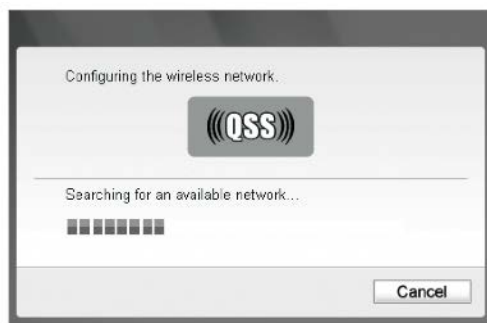 Configuring the wireless network.
QSS
Searching for an available network...
Cancel